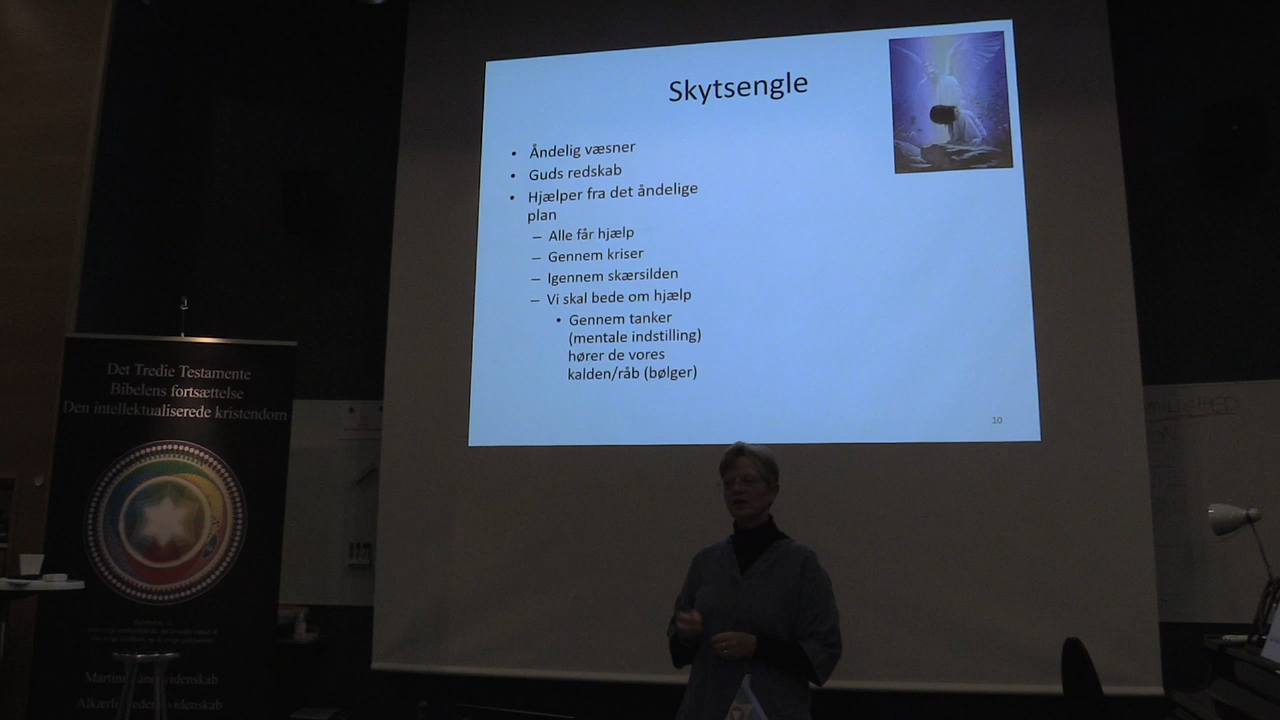 Skytsengle
• Åndelig væsner
• Guds redskab
• Hjælper fra det åndelige
plan
– Alle får hjælp
– Gennem kriser
– Igennem skærsilden
– Vi skal bede om hjælp
• Gennem tanker
(mentale indstilling)
hører de vores
kalden/råb (bølger)
10
Det Tredie Testamente
Bibelens fortsættelse
Den intellektualiserede kristendom